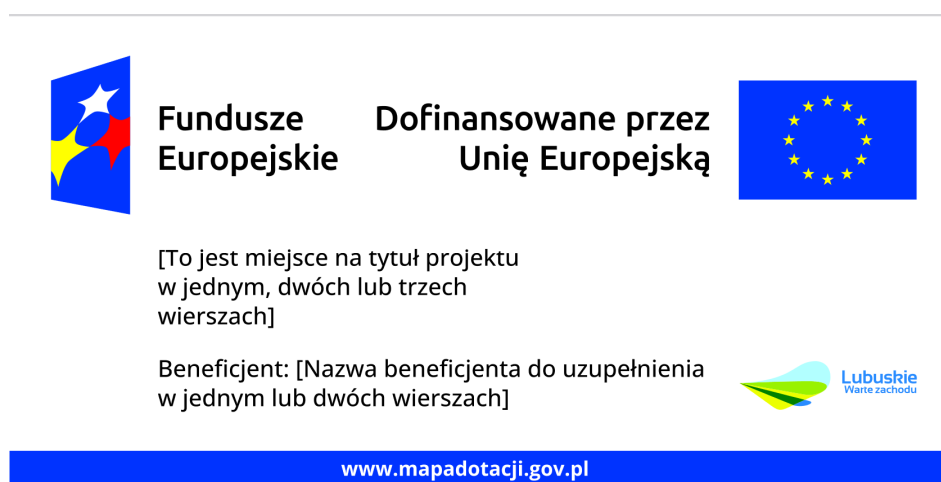 Fundusze
Europejskie
Dofinansowane przez
Unię Europejską
[To jest miejsce na tytuł projektu
w jednym, dwóch lub trzech
wierszach]
Beneficjent: [Nazwa beneficjenta do uzupełnienia
w jednym lub dwóch wierszach]
Lubuskie
Warte zachodu
www.mapadotacji.gov.pl